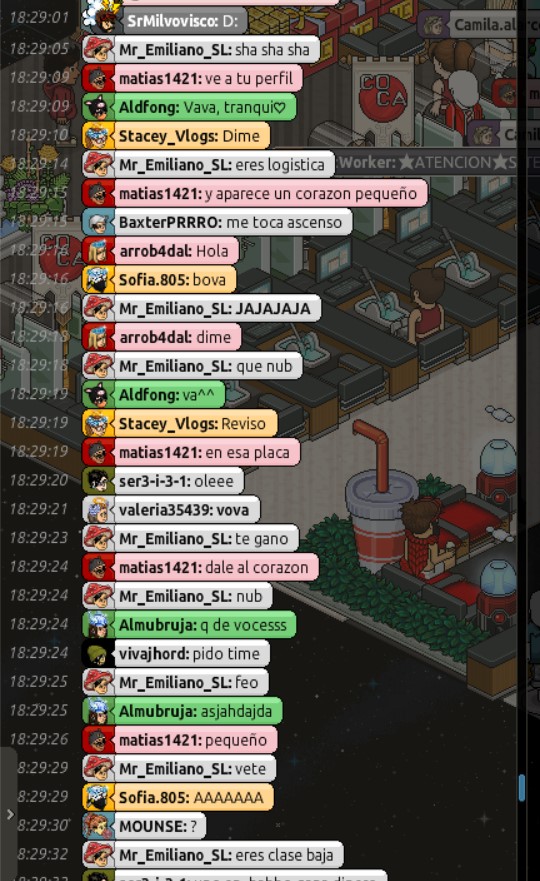 18:29:01 SrMilvovisco: D:
18:29:05 Mr_Emiliano_SL: sha sha sha
18:29:09 matias1421: ve a tu perfil
18:29:09 Aldfong: Vava, tranqui♡
18:29:10 Stacey_Vlogs: Dime
18:29:14 Mr_Emiliano_SL: eres logistica
Worker: ★ATENCION★
18:29:15 matias1421: y aparece un corazon pequeño
18:29:15 BaxterPRRRO: me toca ascenso
arrob4dal: Hola
18:29:16 Sofia.805: bova
18:29:16 Mr_Emiliano_SL: JAJAJAJA
18:29:18 arrob4dal: dime
18:29:18 Mr_Emiliano_SL: que nub
18:29:19 Aldfong: va^^
18:29:19 Stacey_Vlogs: Reviso
18:29:19 matias1421: en esa placa
18:29:20 ser3-i-3-1: oleee
18:29:21 valeria35439: vova
18:29:23 Mr_Emiliano_SL: te gano
18:29:24 matias1421: dale al corazon
18:29:24 Mr_Emiliano_SL: nub
18:29:24 Almubruja: q de vocesss
18:29:24 vivajhord: pido time
18:29:25 Mr_Emiliano_SL: feo
18:29:25 Almubruja: asjahdajda
18:29:26 matias1421: pequeño
18:29:29 Mr_Emiliano_SL: vete
18:29:29 Sofia.805: AAAAAAA
18:29:30 MOUNSE: ?
18:29:32 Mr_Emiliano_SL: eres clase baja
COCA